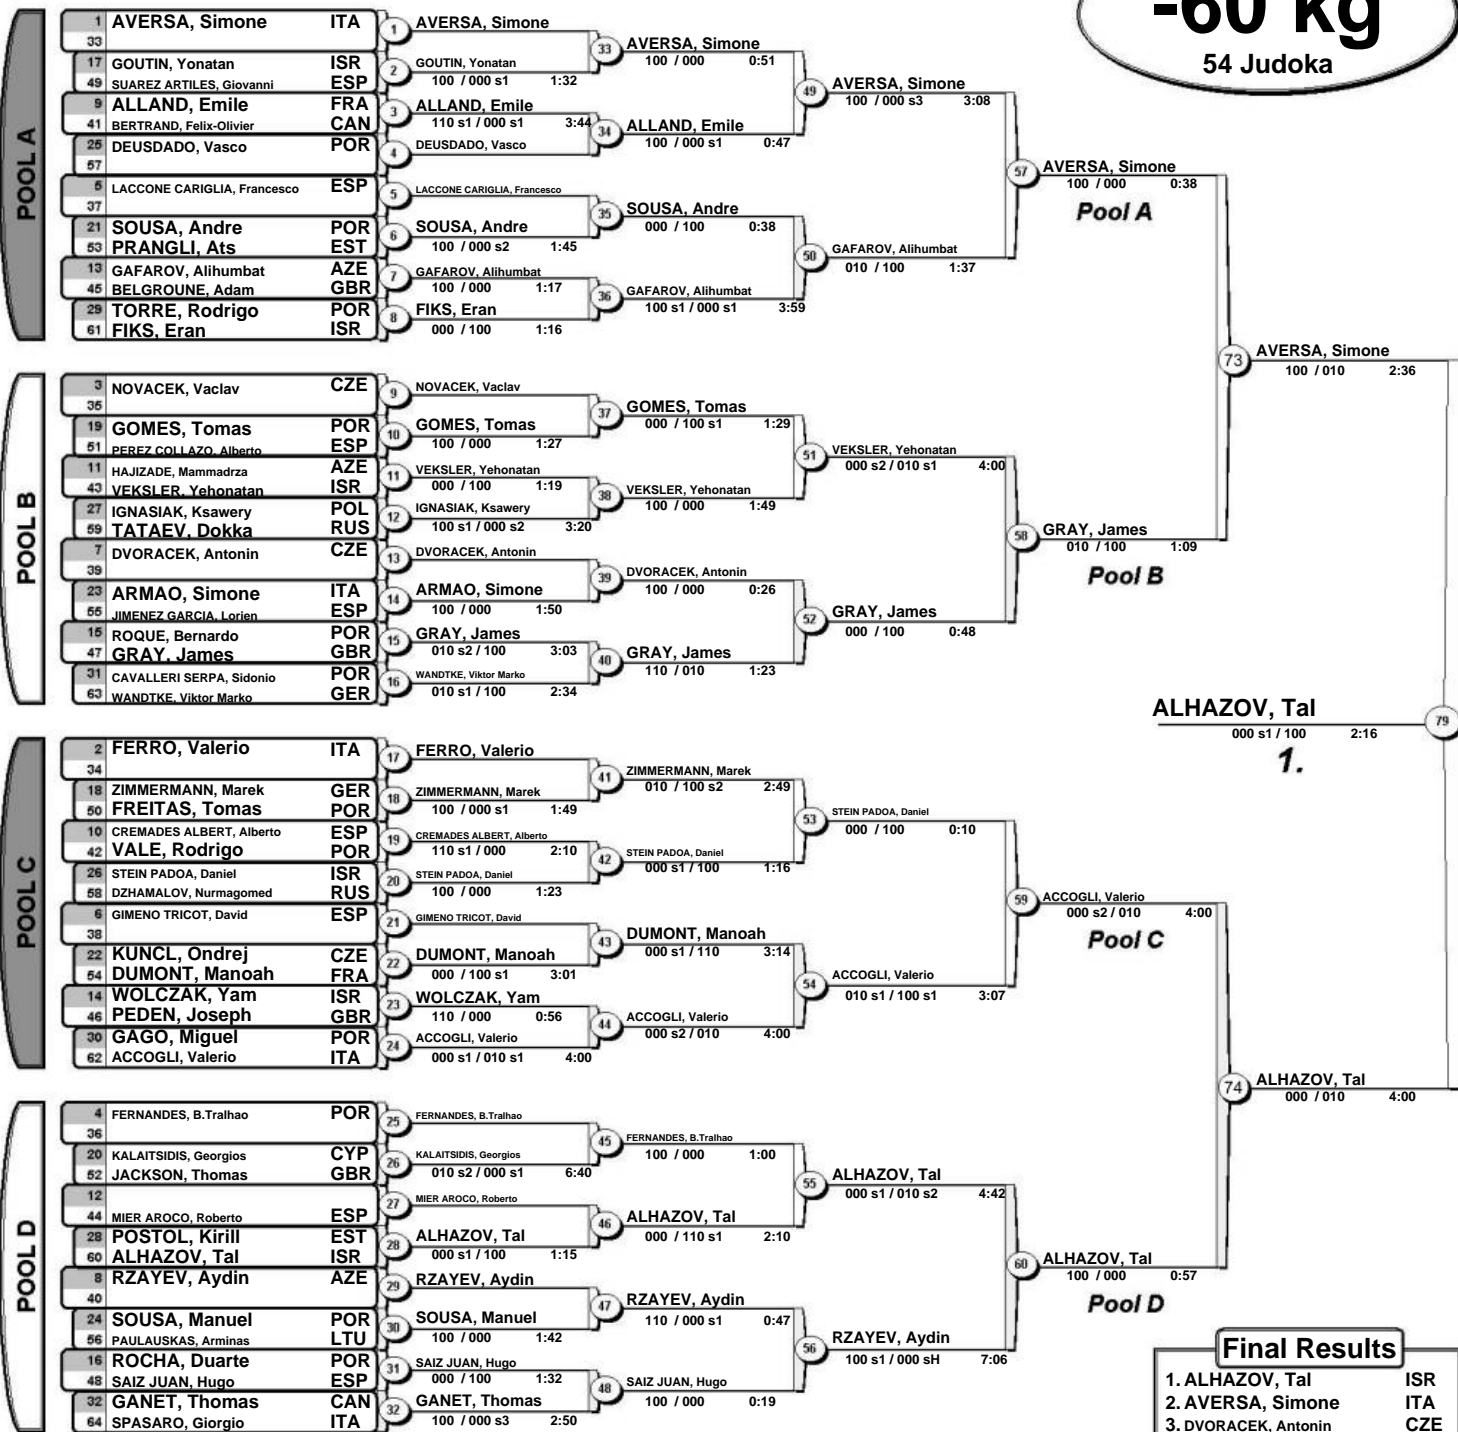 -60 kg
54 Judoka
POOL A
1 AVERSA, Simone ITA
33
17 GOUTIN, Yonatan ISR
49 SUAREZ ARTILES, Giovanni ESP
9 ALLAND, Emile FRA
41 BERTRAND, Felix-Olivier CAN
25 DEUSDADO, Vasco POR
57
5 LACCONE CARIGLIA, Francesco ESP
37
21 SOUSA, Andre POR
53 PRANGLI, Ats EST
13 GAFAROV, Alihumbat AZE
45 BELGROUNE, Adam GBR
29 TORRE, Rodrigo POR
61 FIKS, Eran ISR
1 AVERSA, Simone
2 GOUTIN, Yonatan
100 / 000 s1 1:32
3 ALLAND, Emile
110 s1 / 000 s1 3:44
4 DEUSDADO, Vasco
5 LACCONE CARIGLIA, Francesco
6 SOUSA, Andre
100 / 000 s2 1:45
7 GAFAROV, Alihumbat
100 / 000 1:17
8 FIKS, Eran
000 / 100 1:16
33 AVERSA, Simone
100 / 000 0:51
34 ALLAND, Emile
100 / 000 s1 0:47
35 SOUSA, Andre
000 / 100 0:38
36 GAFAROV, Alihumbat
100 s1 / 000 s1 3:59
49 AVERSA, Simone
100 / 000 s3 3:08
50 GAFAROV, Alihumbat
010 / 100 1:37
57 AVERSA, Simone
100 / 000 0:38
Pool A
POOL B
3 NOVACEK, Vaclav CZE
35
19 GOMES, Tomas POR
51 PEREZ COLLAZO, Alberto ESP
11 HAJIZADE, Mammadrza AZE
43 VEKSLER, Yehonatan ISR
27 IGNASIAK, Ksawery POL
59 TATAEV, Dokka RUS
7 DVORACEK, Antonin CZE
39
23 ARMAO, Simone ITA
55 JIMENEZ GARCIA, Lorien ESP
15 ROQUE, Bernardo POR
47 GRAY, James GBR
31 CAVALLERI SERPA, Sidonio POR
63 WANDTKE, Viktor Marko GER
9 NOVACEK, Vaclav
10 GOMES, Tomas
100 / 000 1:27
11 VEKSLER, Yehonatan
000 / 100 1:19
12 IGNASIAK, Ksawery
100 s1 / 000 s2 3:20
13 DVORACEK, Antonin
14 ARMAO, Simone
100 / 000 1:50
15 GRAY, James
010 s2 / 100 3:03
16 WANDTKE, Viktor Marko
010 s1 / 100 2:34
37 GOMES, Tomas
000 / 100 s1 1:29
38 VEKSLER, Yehonatan
100 / 000 1:49
39 DVORACEK, Antonin
100 / 000 0:26
40 GRAY, James
110 / 010 1:23
51 VEKSLER, Yehonatan
000 s2 / 010 s1 4:00
52 GRAY, James
000 / 100 0:48
58 GRAY, James
010 / 100 1:09
Pool B
73 AVERSA, Simone
100 / 010 2:36
ALHAZOV, Tal 79
000 s1 / 100 2:16
1.
POOL C
2 FERRO, Valerio ITA
34
18 ZIMMERMANN, Marek GER
50 FREITAS, Tomas POR
10 CREMADES ALBERT, Alberto ESP
42 VALE, Rodrigo POR
26 STEIN PADOA, Daniel ISR
58 DZHAMALOV, Nurmagomed RUS
6 GIMENO TRICOT, David ESP
38
22 KUNCL, Ondrej CZE
54 DUMONT, Manoah FRA
14 WOLCZAK, Yam ISR
46 PEDEN, Joseph GBR
30 GAGO, Miguel POR
62 ACCOGLI, Valerio ITA
17 FERRO, Valerio
18 ZIMMERMANN, Marek
100 / 000 s1 1:49
19 CREMADES ALBERT, Alberto
110 s1 / 000 2:10
20 STEIN PADOA, Daniel
100 / 000 1:23
21 GIMENO TRICOT, David
22 DUMONT, Manoah
000 / 100 s1 3:01
23 WOLCZAK, Yam
110 / 000 0:56
24 ACCOGLI, Valerio
000 s1 / 010 s1 4:00
41 ZIMMERMANN, Marek
010 / 100 s2 2:49
42 STEIN PADOA, Daniel
000 s1 / 100 1:16
43 DUMONT, Manoah
000 s1 / 110 3:14
44 ACCOGLI, Valerio
000 s2 / 010 4:00
53 STEIN PADOA, Daniel
000 / 100 0:10
54 ACCOGLI, Valerio
010 s1 / 100 s1 3:07
59 ACCOGLI, Valerio
000 s2 / 010 4:00
Pool C
POOL D
4 FERNANDES, B.Tralhao POR
36
20 KALAITSIDIS, Georgios CYP
52 JACKSON, Thomas GBR
12
44 MIER AROCO, Roberto ESP
28 POSTOL, Kirill EST
60 ALHAZOV, Tal ISR
8 RZAYEV, Aydin AZE
40
24 SOUSA, Manuel POR
56 PAULAUSKAS, Arminas LTU
16 ROCHA, Duarte POR
48 SAIZ JUAN, Hugo ESP
32 GANET, Thomas CAN
64 SPASARO, Giorgio ITA
25 FERNANDES, B.Tralhao
26 KALAITSIDIS, Georgios
010 s2 / 000 s1 6:40
27 MIER AROCO, Roberto
28 ALHAZOV, Tal
000 s1 / 100 1:15
29 RZAYEV, Aydin
30 SOUSA, Manuel
100 / 000 1:42
31 SAIZ JUAN, Hugo
000 / 100 1:32
32 GANET, Thomas
100 / 000 s3 2:50
45 FERNANDES, B.Tralhao
100 / 000 1:00
46 ALHAZOV, Tal
000 / 110 s1 2:10
47 RZAYEV, Aydin
110 / 000 s1 0:47
48 SAIZ JUAN, Hugo
100 / 000 0:19
55 ALHAZOV, Tal
000 s1 / 010 s2 4:42
56 RZAYEV, Aydin
100 s1 / 000 sH 7:06
60 ALHAZOV, Tal
100 / 000 0:57
Pool D
74 ALHAZOV, Tal
000 / 010 4:00
Final Results
1. ALHAZOV, Tal ISR
2. AVERSA, Simone ITA
3. DVORACEK, Antonin CZE